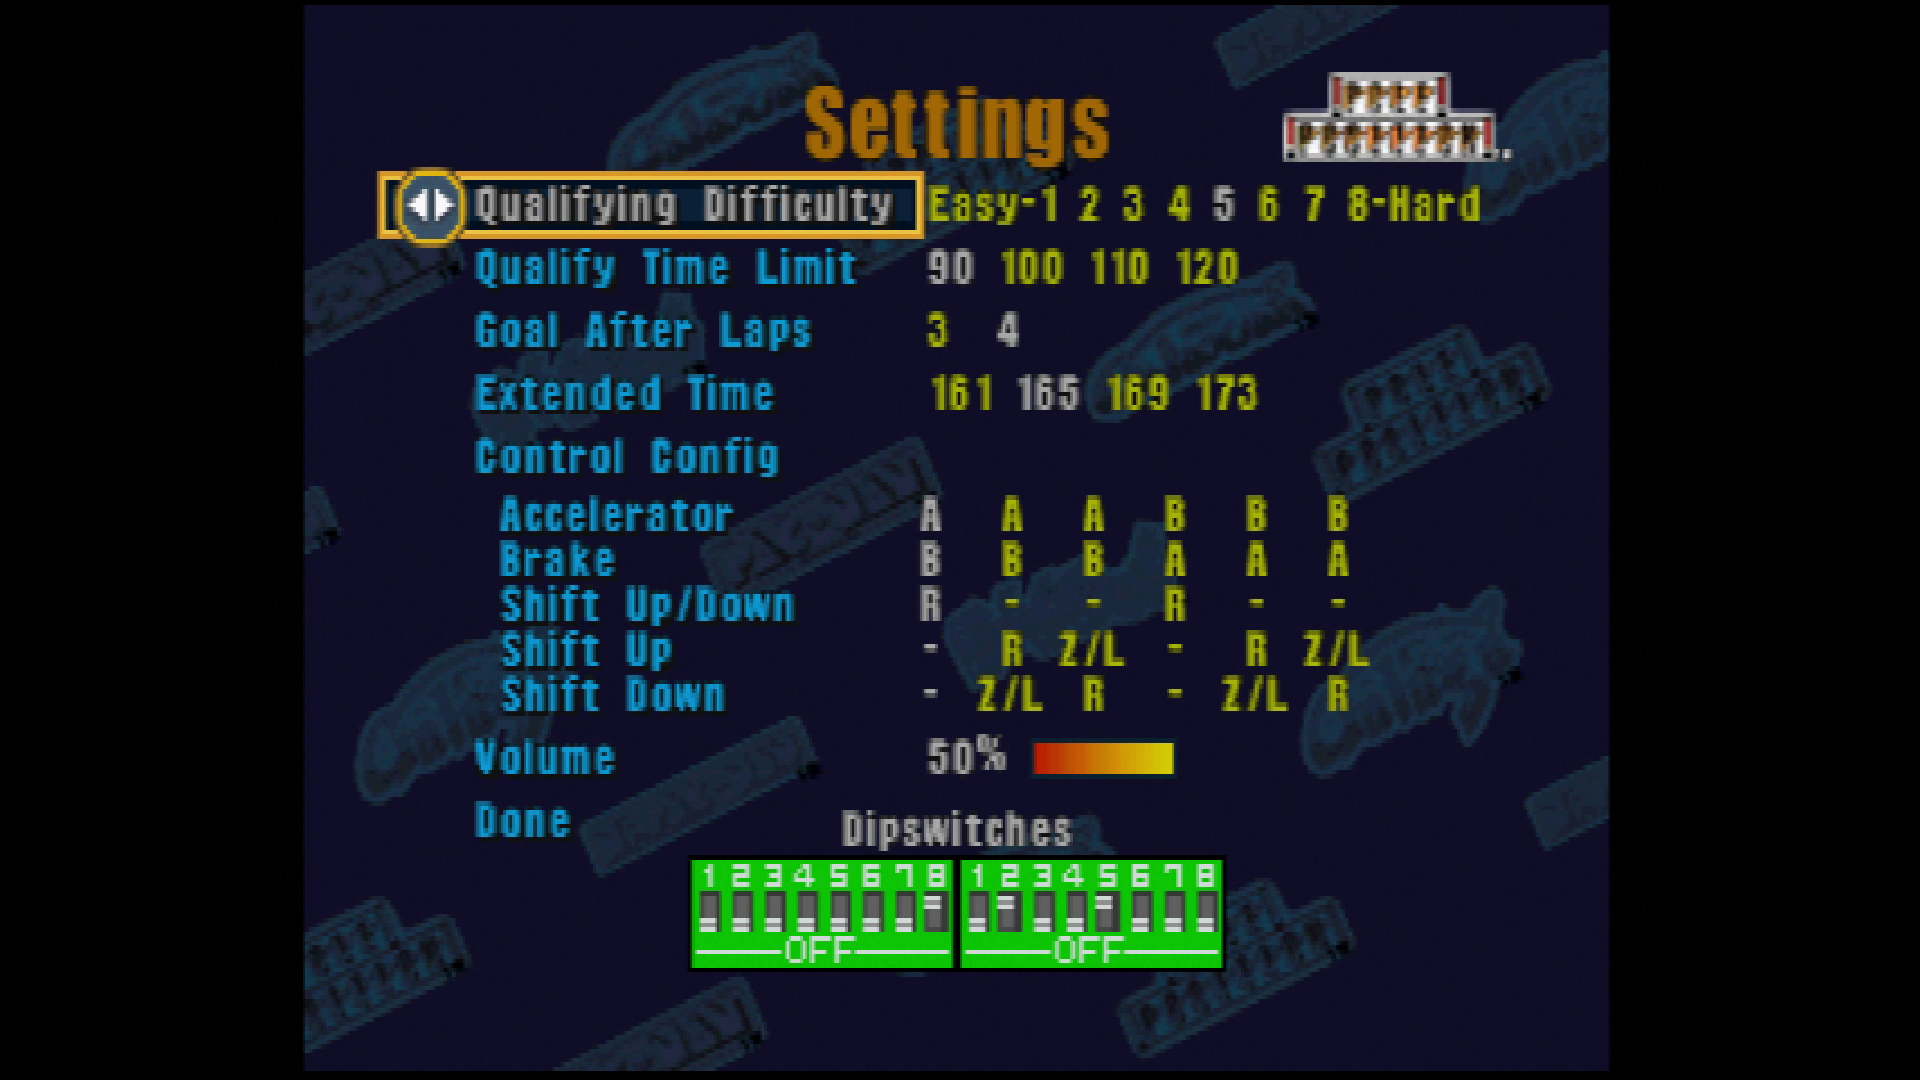 Settings
Qualifying Difficulty Easy-1 2 3 4 5 6 7 8-Hard
Qualify Time Limit 90 100 110 120
Goal After Laps 3 4
Extended Time 161 165 169 173
Control Config
Accelerator A A A B B B
Brake B B B A A A
Shift Up/Down R - - R - -
Shift Up - R Z/L - R Z/L
Shift Down - Z/L R - Z/L R
Volume 50%
Done
Dipswitches
1 2 3 4 5 6 7 8 1 2 3 4 5 6 7 8
OFF OFF